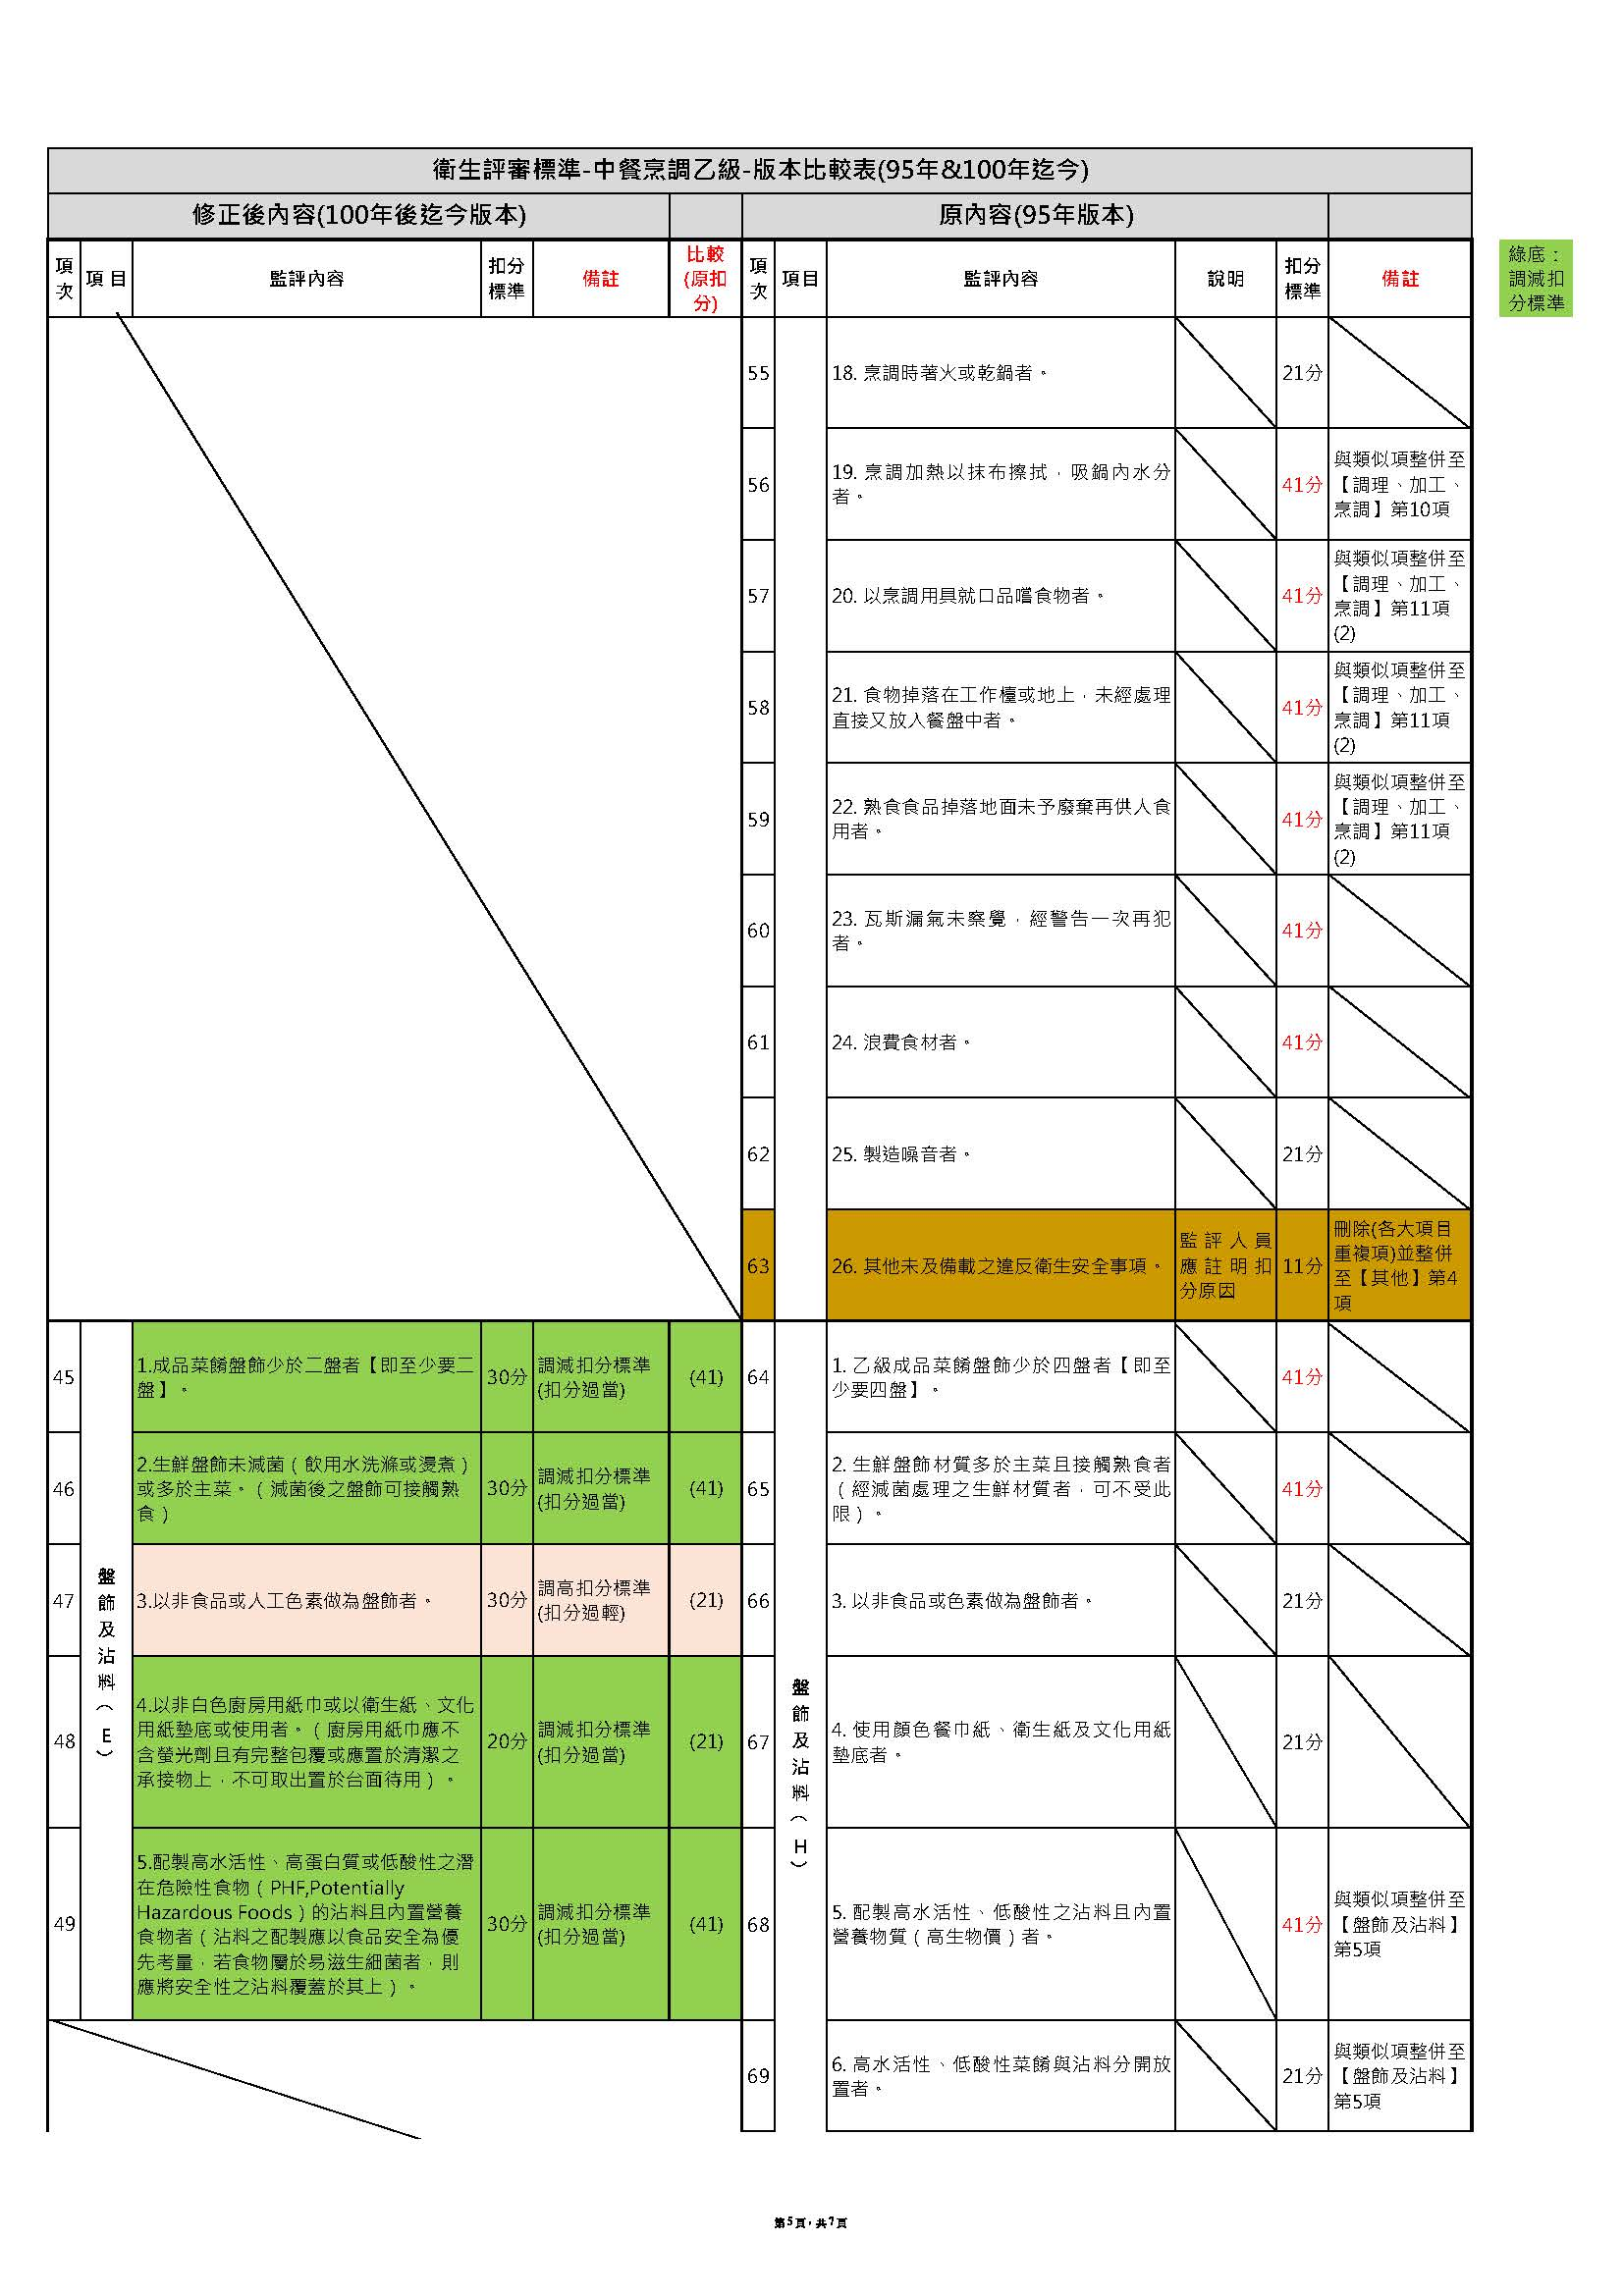 衛生評審標準-中餐烹調乙級-版本比較表(95年&100年迄今)
修正後內容(100年後迄今版本)
原內容(95年版本)
項次
項目
監評內容
扣分
標準
備註
比較
(原扣
分)
項次
項目
監評內容
說明
扣分
標準
備註
綠底：
調減扣
分標準
55
18. 烹調時著火或乾鍋者。
21分
56
19. 烹調加熱以抹布擦拭，吸鍋內水分
者。
41分
與類似項整併至
【調理、加工、
烹調】第10項
57
20. 以烹調用具就口品嚐食物者。
41分
與類似項整併至
【調理、加工、
烹調】第11項
(2)
58
21. 食物掉落在工作檯或地上，未經處理
直接又放入餐盤中者。
41分
與類似項整併至
【調理、加工、
烹調】第11項
(2)
59
22. 熟食食品掉落地面未予廢棄再供人食
用者。
41分
與類似項整併至
【調理、加工、
烹調】第11項
(2)
60
23. 瓦斯漏氣未察覺，經警告一次再犯
者。
41分
61
24. 浪費食材者。
41分
62
25. 製造噪音者。
21分
63
26. 其他未及備載之違反衛生安全事項。
監評人員
應註明扣
分原因
11分
刪除(各大項目
重複項)並整併
至【其他】第4
項
盤飾及沾料（E）
盤飾及沾料（H）
45
1.成品菜餚盤飾少於二盤者【即至少要二
盤】。
30分
調減扣分標準
(扣分過當)
(41)
64
1. 乙級成品菜餚盤飾少於四盤者【即至
少要四盤】。
41分
46
2.生鮮盤飾未減菌（飲用水洗滌或燙煮）
或多於主菜。（減菌後之盤飾可接觸熟
食）
30分
調減扣分標準
(扣分過當)
(41)
65
2. 生鮮盤飾材質多於主菜且接觸熟食者
（經減菌處理之生鮮材質者，可不受此
限）。
41分
47
3.以非食品或人工色素做為盤飾者。
30分
調高扣分標準
(扣分過輕)
(21)
66
3. 以非食品或色素做為盤飾者。
21分
48
4.以非白色廚房用紙巾或以衛生紙、文化
用紙墊底或使用者。（廚房用紙巾應不
含螢光劑且有完整包覆或應置於清潔之
承接物上，不可取出置於台面待用）。
20分
調減扣分標準
(扣分過當)
(21)
67
4. 使用顏色餐巾紙、衛生紙及文化用紙
墊底者。
21分
49
5.配製高水活性、高蛋白質或低酸性之潛
在危險性食物（PHF,Potentially
Hazardous Foods）的沾料且內置營養
食物者（沾料之配製應以食品安全為優
先考量，若食物屬於易滋生細菌者，則
應將安全性之沾料覆蓋於其上）。
30分
調減扣分標準
(扣分過當)
(41)
68
5. 配製高水活性、低酸性之沾料且內置
營養物質（高生物價）者。
41分
與類似項整併至
【盤飾及沾料】
第5項
69
6. 高水活性、低酸性菜餚與沾料分開放
置者。
21分
與類似項整併至
【盤飾及沾料】
第5項
第5頁，共7頁